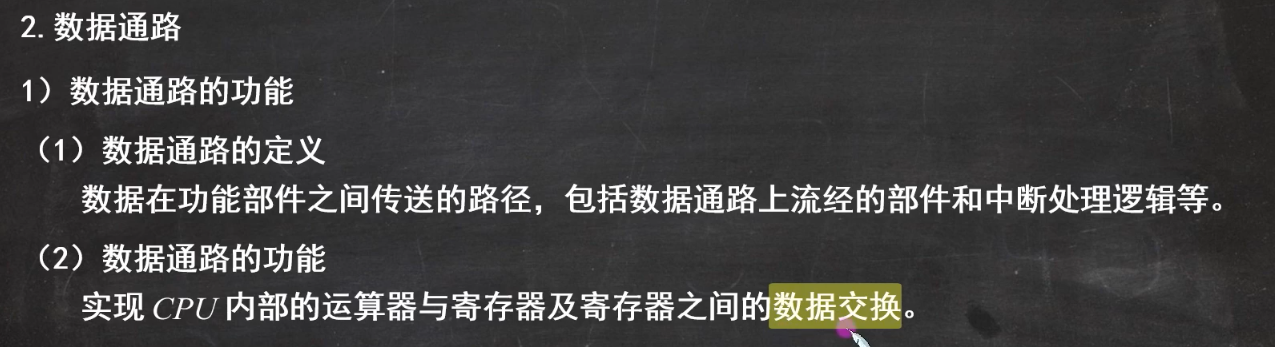 2. 数据通路
1）数据通路的功能
（1）数据通路的定义
数据在功能部件之间传送的路径，包括数据通路上流经的部件和中断处理逻辑等。
（2）数据通路的功能
实现 CPU 内部的运算器与寄存器及寄存器之间的数据交换。